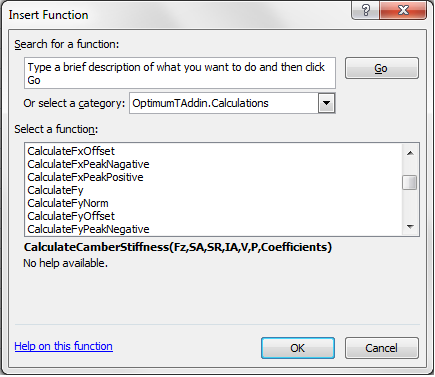 Insert Function
?
Search for a function:
Type a brief description of what you want to do and then click
Go
Go
Or select a category: OptimumTAddin.Calculations
Select a function:
CalculateFxOffset
CalculateFxPeakNagative
CalculateFxPeakPositive
CalculateFy
CalculateFyNorm
CalculateFyOffset
CalculateFyPeakNegative
CalculateCamberStiffness(Fz,SA,SR,IA,V,P,Coefficients)
No help available.
Help on this function
OK
Cancel